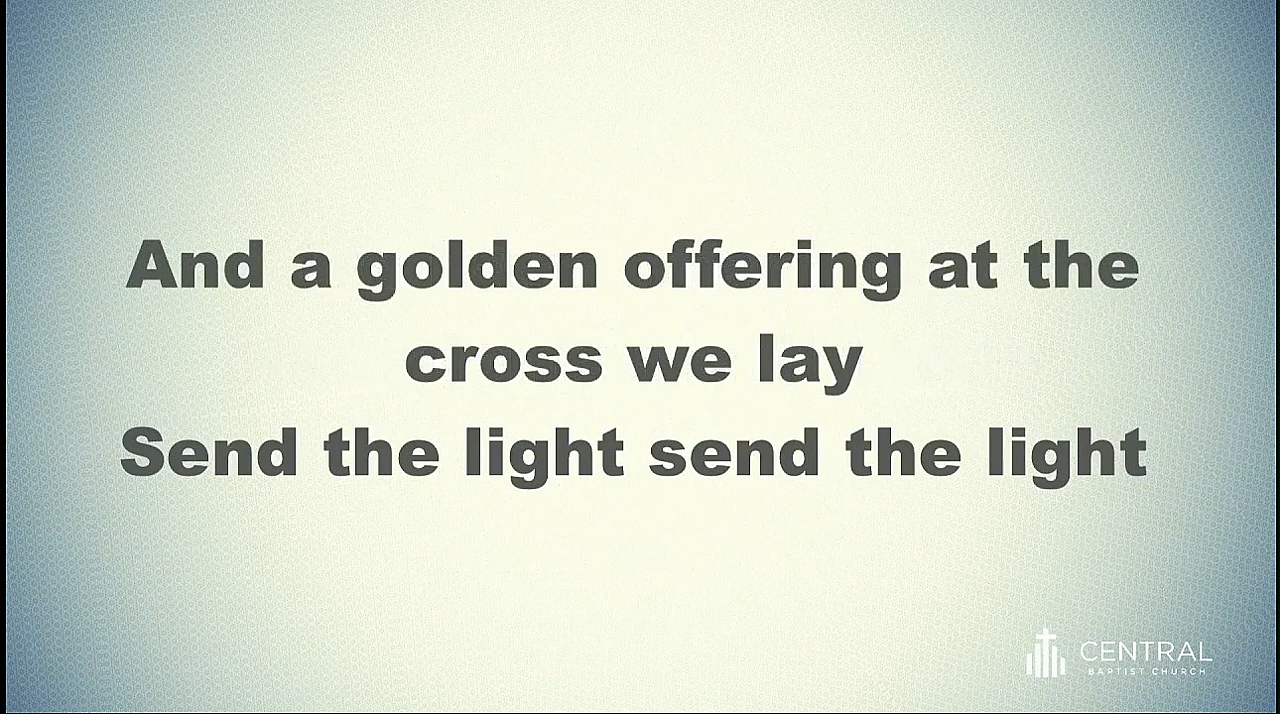 And a golden offering at the
cross we lay
Send the light send the light
CENTRAL
BAPTIST CHURCH